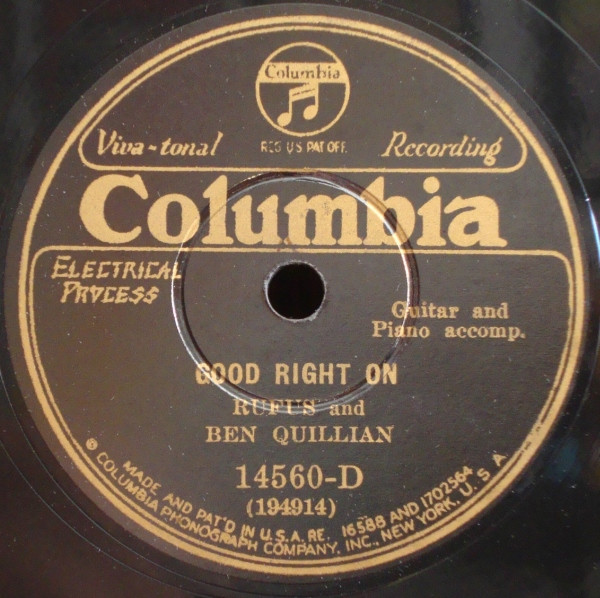 Columbia
Viva-tonal
REG. U.S. PAT. OFF.
Recording
Columbia
ELECTRICAL
PROCESS
Guitar and
Piano accomp.
GOOD RIGHT ON
RUFUS and
BEN QUILLIAN
14560-D
(194914)
MADE AND PAT'D IN U.S.A. RE. 16588 AND 1702564
© COLUMBIA PHONOGRAPH COMPANY, INC., NEW YORK, U.S.A.